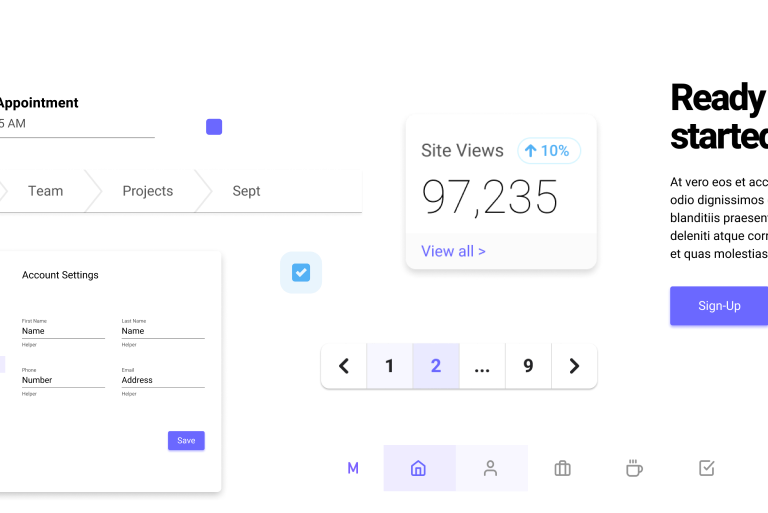 Appointment
5 AM
Team
Projects
Sept
Account Settings
First Name
Name
Helper
Last Name
Name
Helper
Phone
Number
Helper
Email
Address
Helper
Save
Site Views
10%
97,235
View all >
1
2
...
9
M
Ready
started
At vero eos et acc
odio dignissimos
blanditiis praesen
deleniti atque corr
et quas molestias
Sign-Up